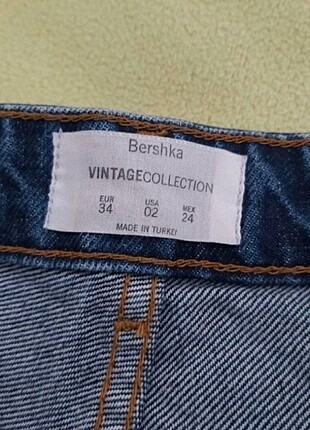 Bershka
VINTAGECOLLECTION
EUR USA MEX
34 02 24
MADE IN TURKEY